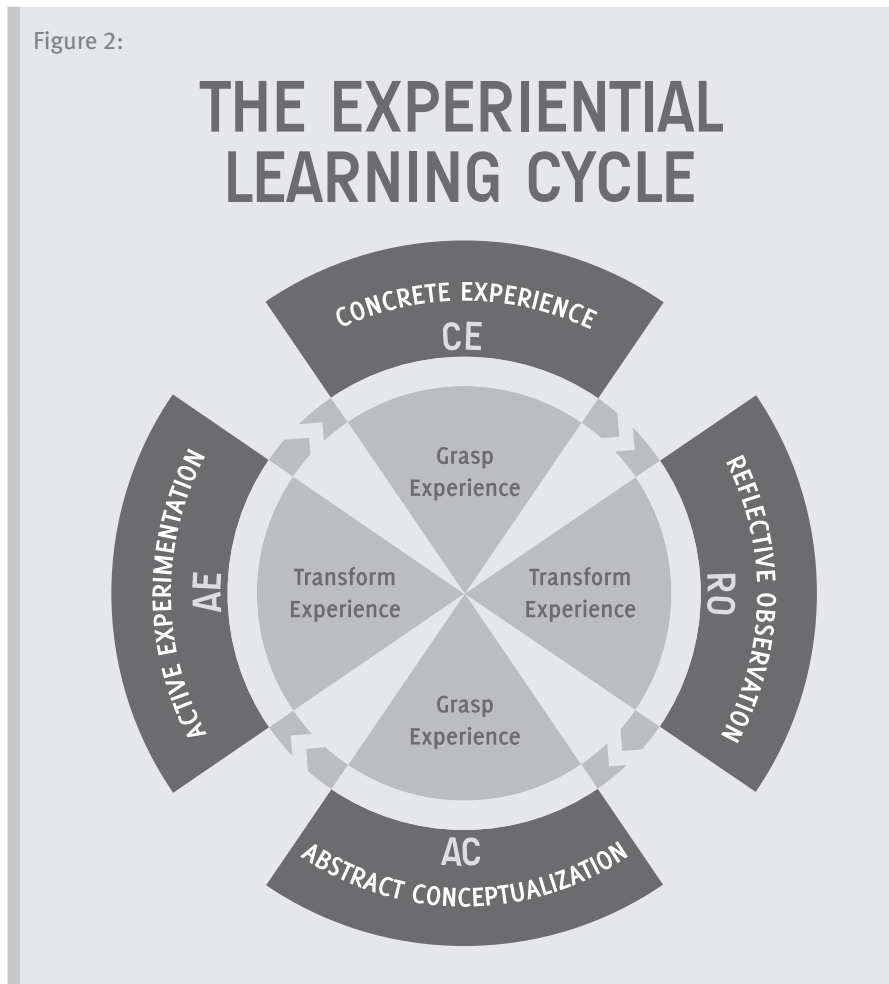 Figure 2:
THE EXPERIENTIAL
LEARNING CYCLE
CONCRETE EXPERIENCE
CE
Grasp
Experience
REFLECTIVE OBSERVATION
RO
Transform
Experience
ABSTRACT CONCEPTUALIZATION
AC
Grasp
Experience
ACTIVE EXPERIMENTATION
AE
Transform
Experience